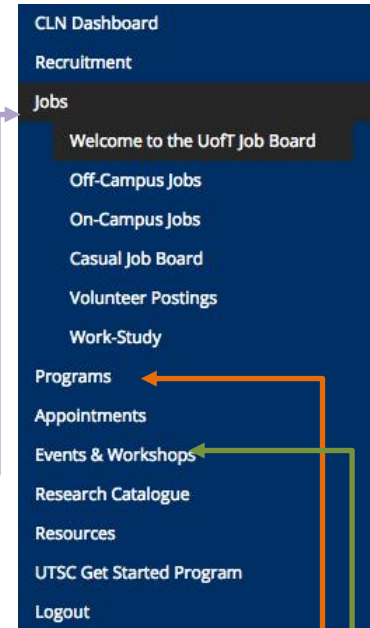 CLN Dashboard
Recruitment
Jobs
Welcome to the UofT Job Board
Off-Campus Jobs
On-Campus Jobs
Casual Job Board
Volunteer Postings
Work-Study
Programs
Appointments
Events & Workshops
Research Catalogue
Resources
UTSC Get Started Program
Logout